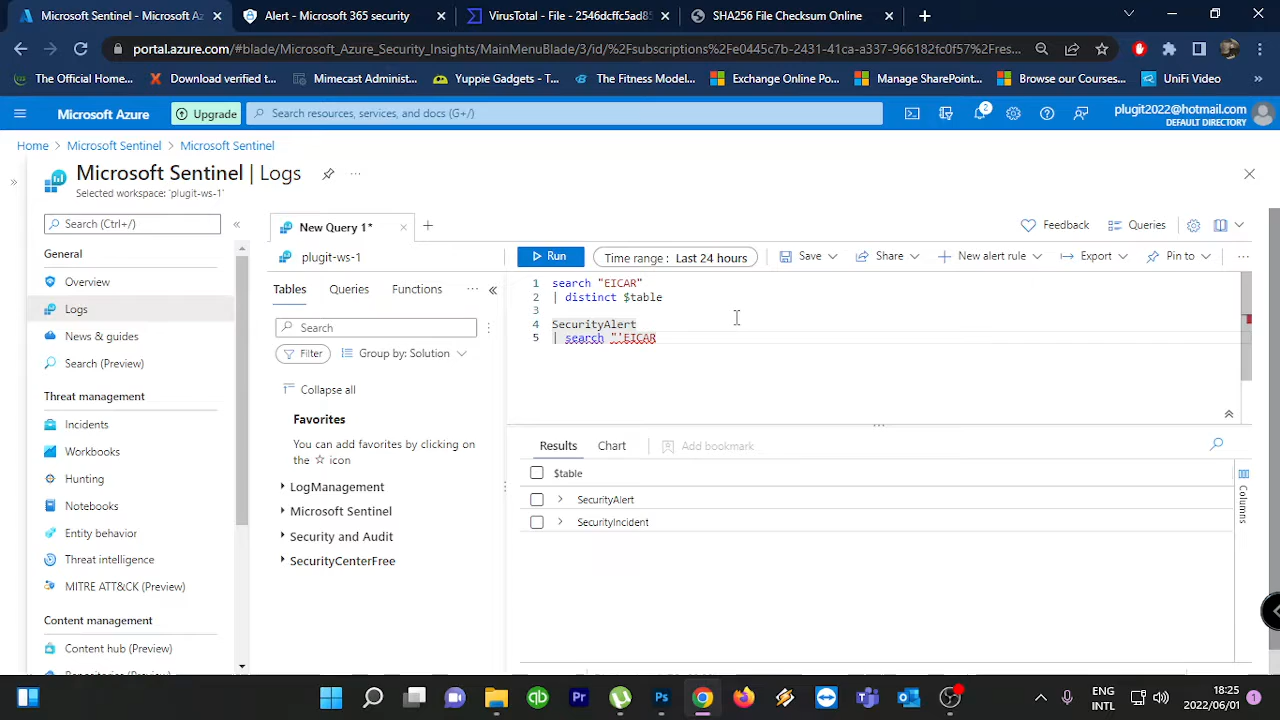 Microsoft Sentinel - Microsoft Az
Alert - Microsoft 365 security
VirusTotal - File - 2546dcffc5ad85
SHA256 File Checksum Online
portal.azure.com/#blade/Microsoft_Azure_Security_Insights/MainMenuBlade/3/id/%2Fsubscriptions%2Fe0445c7b-2431-41ca-a337-966182fc0f57%2Fres...
The Official Home...
Download verified t...
Mimecast Administ...
Yuppie Gadgets - T...
The Fitness Model...
Exchange Online Po...
Manage SharePoint...
Browse our Courses...
UniFi Video
»
Microsoft Azure
Upgrade
Search resources, services, and docs (G+/)
2
plugit2022@hotmail.com
DEFAULT DIRECTORY
Home > Microsoft Sentinel > Microsoft Sentinel
Microsoft Sentinel | Logs
...
Selected workspace: 'plugit-ws-1'
Search (Ctrl+/)
«
General
Overview
Logs
News & guides
Search (Preview)
Threat management
Incidents
Workbooks
Hunting
Notebooks
Entity behavior
Threat intelligence
MITRE ATT&CK (Preview)
Content management
Content hub (Preview)
New Query 1*
Feedback
Queries
plugit-ws-1
Run
Time range : Last 24 hours
Save
Share
New alert rule
Export
Pin to
...
Tables
Queries
Functions
...
«
Search
Filter
Group by: Solution
Collapse all
Favorites
You can add favorites by clicking on
the ☆ icon
LogManagement
Microsoft Sentinel
Security and Audit
SecurityCenterFree
1 search "EICAR"
2 | distinct $table
3
4 SecurityAlert
5 | search "'EICAR
Results
Chart
Add bookmark
$table
SecurityAlert
SecurityIncident
Columns
ENG
INTL
18:25
2022/06/01
1